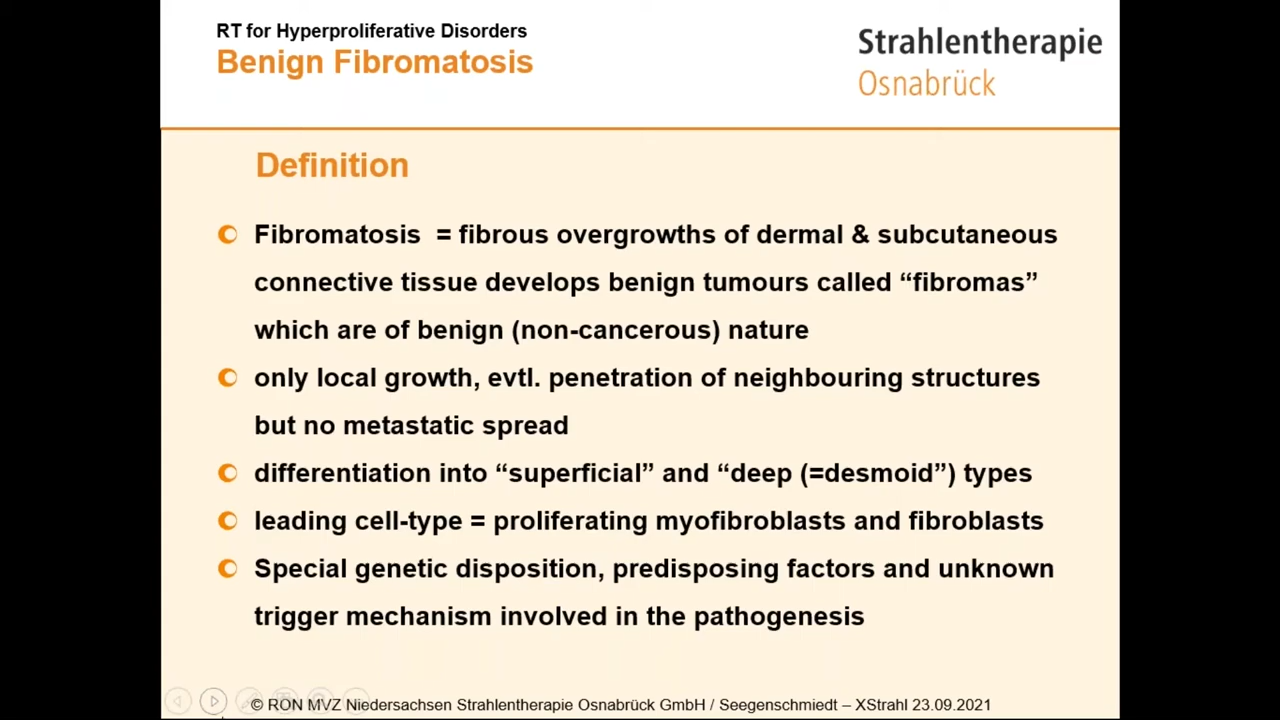 RT for Hyperproliferative Disorders
Benign Fibromatosis
Strahlentherapie
Osnabrück
Definition
Fibromatosis = fibrous overgrowths of dermal & subcutaneous
connective tissue develops benign tumours called “fibromas”
which are of benign (non-cancerous) nature
only local growth, evtl. penetration of neighbouring structures
but no metastatic spread
differentiation into “superficial” and “deep (=desmoid”) types
leading cell-type = proliferating myofibroblasts and fibroblasts
Special genetic disposition, predisposing factors and unknown
trigger mechanism involved in the pathogenesis
© RON MVZ Niedersachsen Strahlentherapie Osnabrück GmbH / Seegenschmiedt – XStrahl 23.09.2021